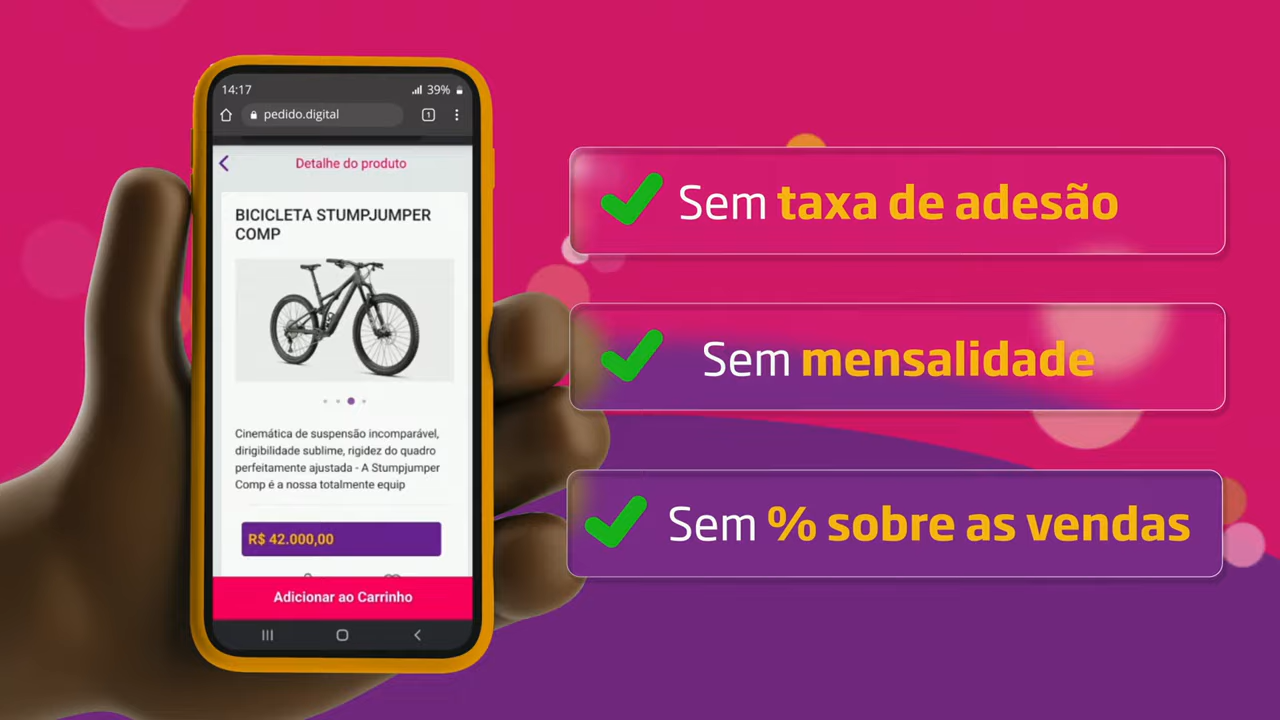 14:17
39%
pedido.digital
1
Detalhe do produto
BICICLETA STUMPJUMPER
COMP
Cinemática de suspensão incomparável,
dirigibilidade sublime, rigidez do quadro
perfeitamente ajustada - A Stumpjumper
Comp é a nossa totalmente equip
R$ 42.000,00
Adicionar ao Carrinho
Sem taxa de adesão
Sem mensalidade
Sem % sobre as vendas